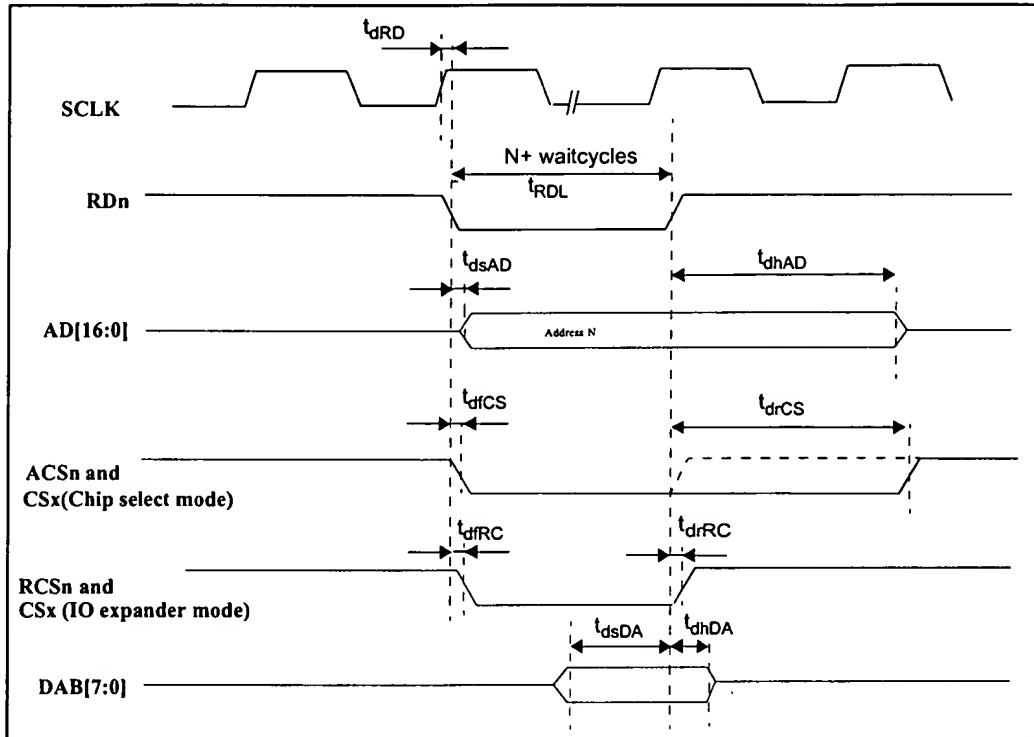 tdRD
SCLK
N+ waitcycles
tRDL
RDn
tdsAD
tdhAD
AD[16:0]
Address N
tdfCS
tdrCS
ACSn and
CSx(Chip select mode)
tdfRC
tdrRC
RCSn and
CSx (IO expander mode)
tdsDA
tdhDA
DAB[7:0]